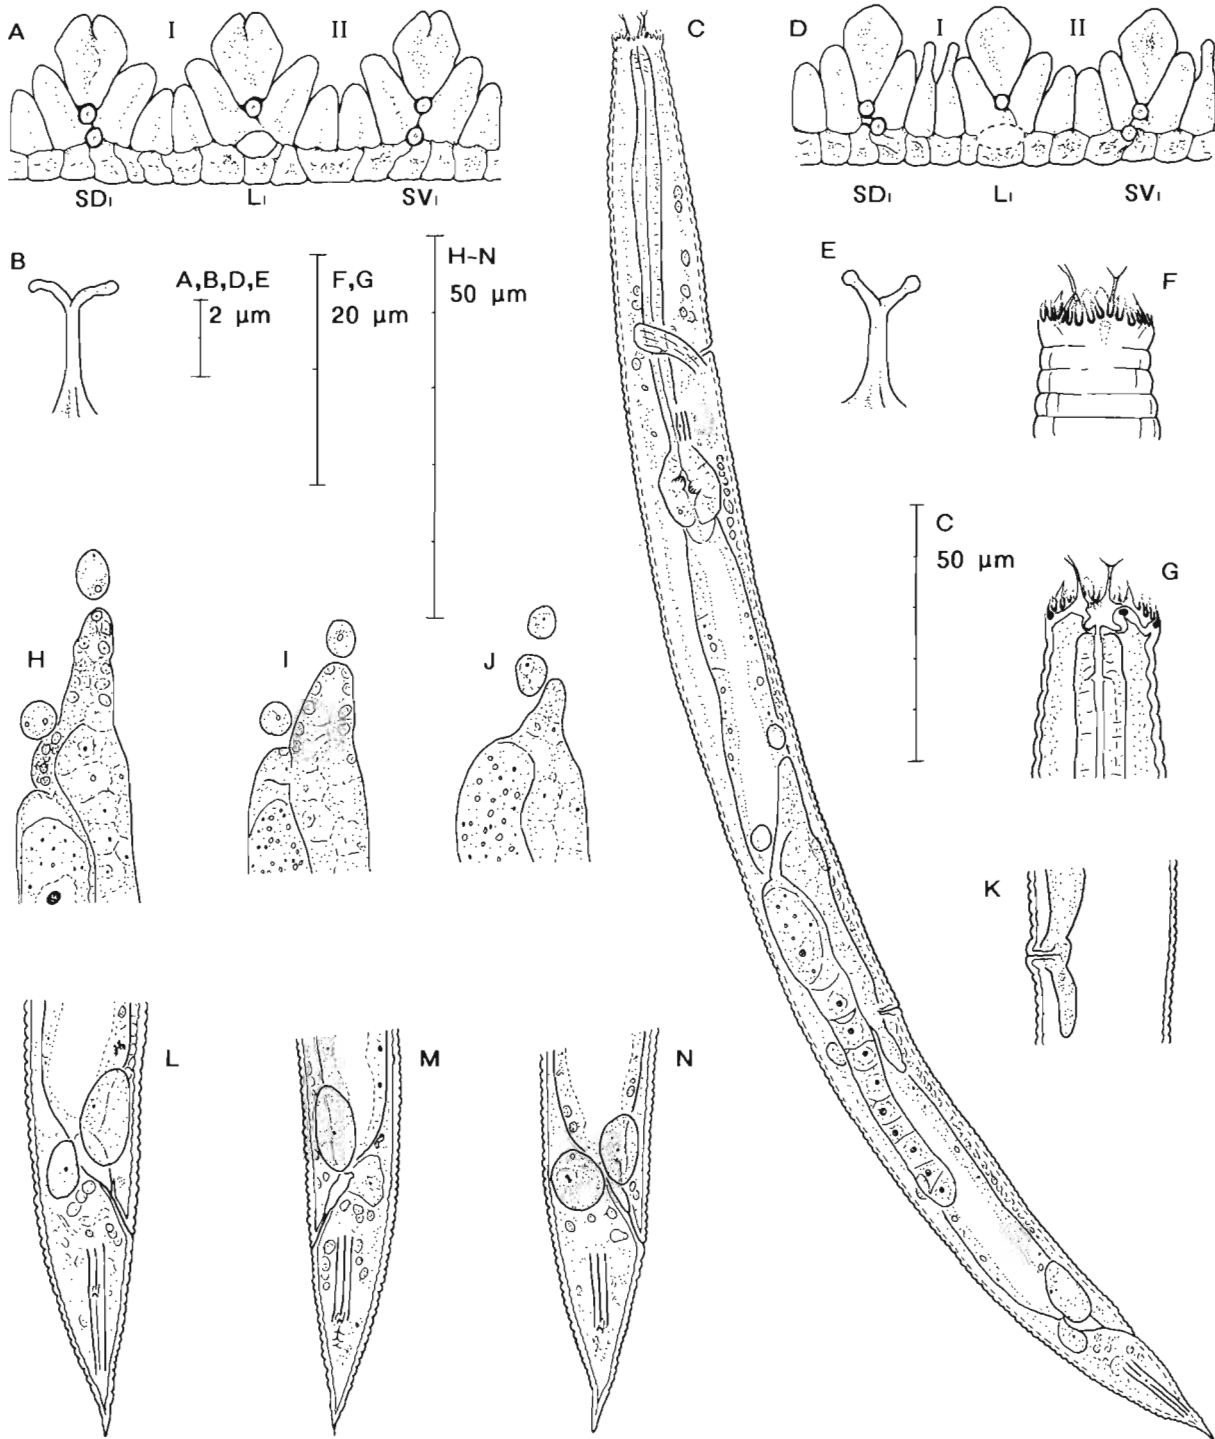 A I II C D I II
SD1 L1 SV1 SD1 L1 SV1
B A,B,D,E F,G H~N E F
2 µm 20 µm 50 µm
C
50 µm G
H I J
K
L M N